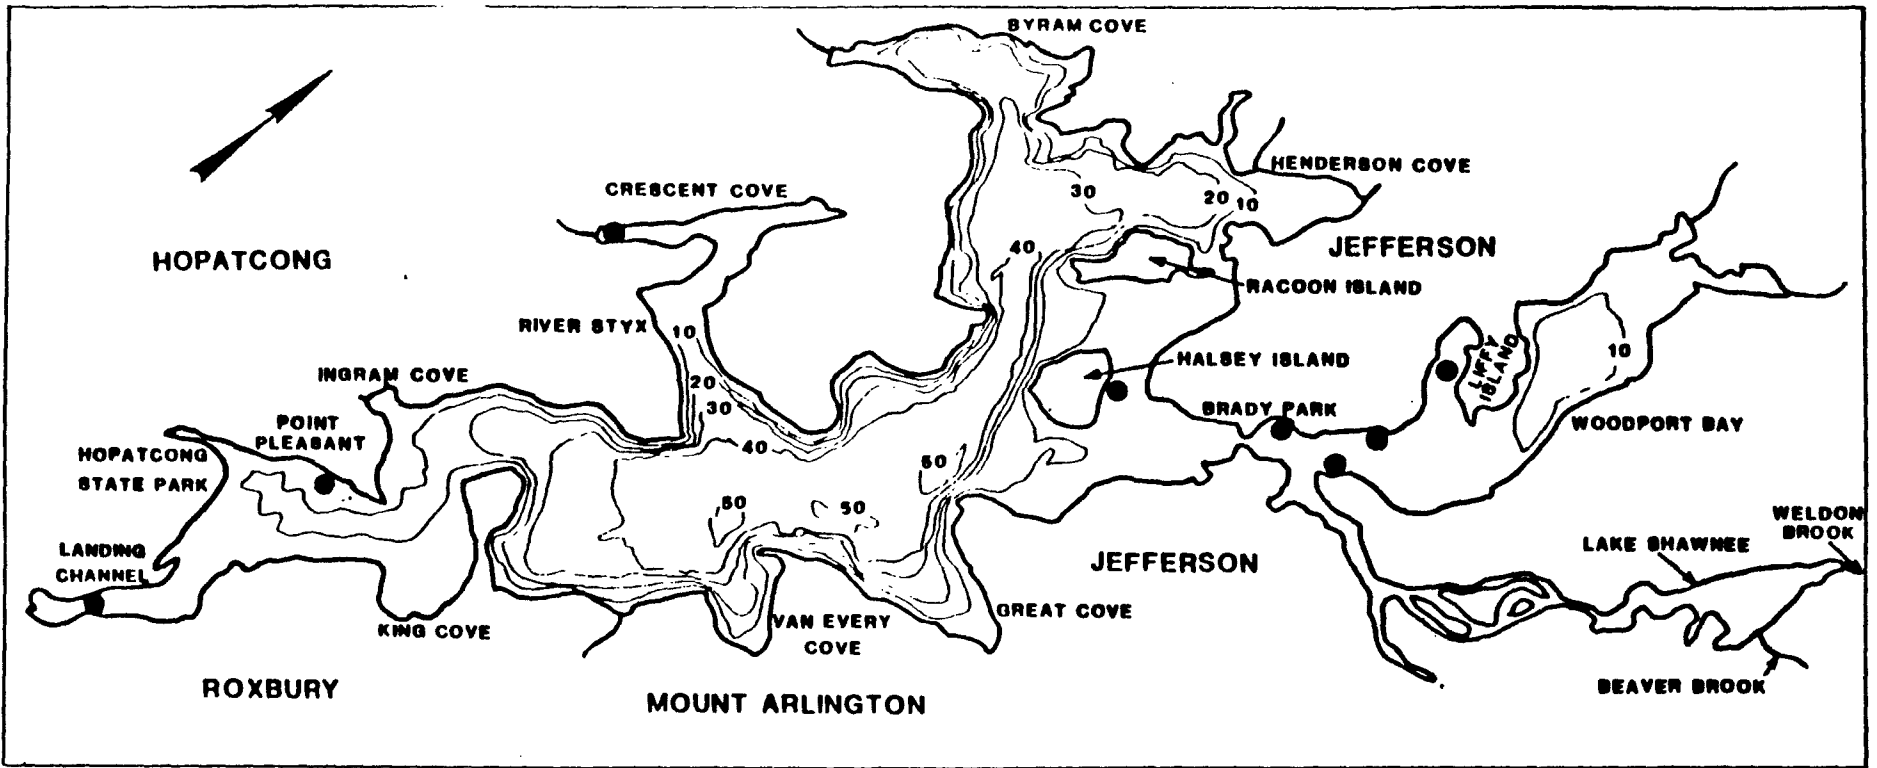 BYRAM COVE
HENDERSON COVE
30
20
10
CRESCENT COVE
JEFFERSON
HOPATCONG
40
RACOON ISLAND
RIVER STYX
10
HALSEY ISLAND
LIFFY
ISLAND
10
INGRAM COVE
20
30
BRADY PARK
WOODPORT BAY
POINT
PLEASANT
40
HOPATCONG
STATE PARK
50
50
50
WELDON
BROOK
LAKE SHAWNEE
LANDING
CHANNEL
JEFFERSON
GREAT COVE
KING COVE
VAN EVERY
COVE
BEAVER BROOK
ROXBURY
MOUNT ARLINGTON